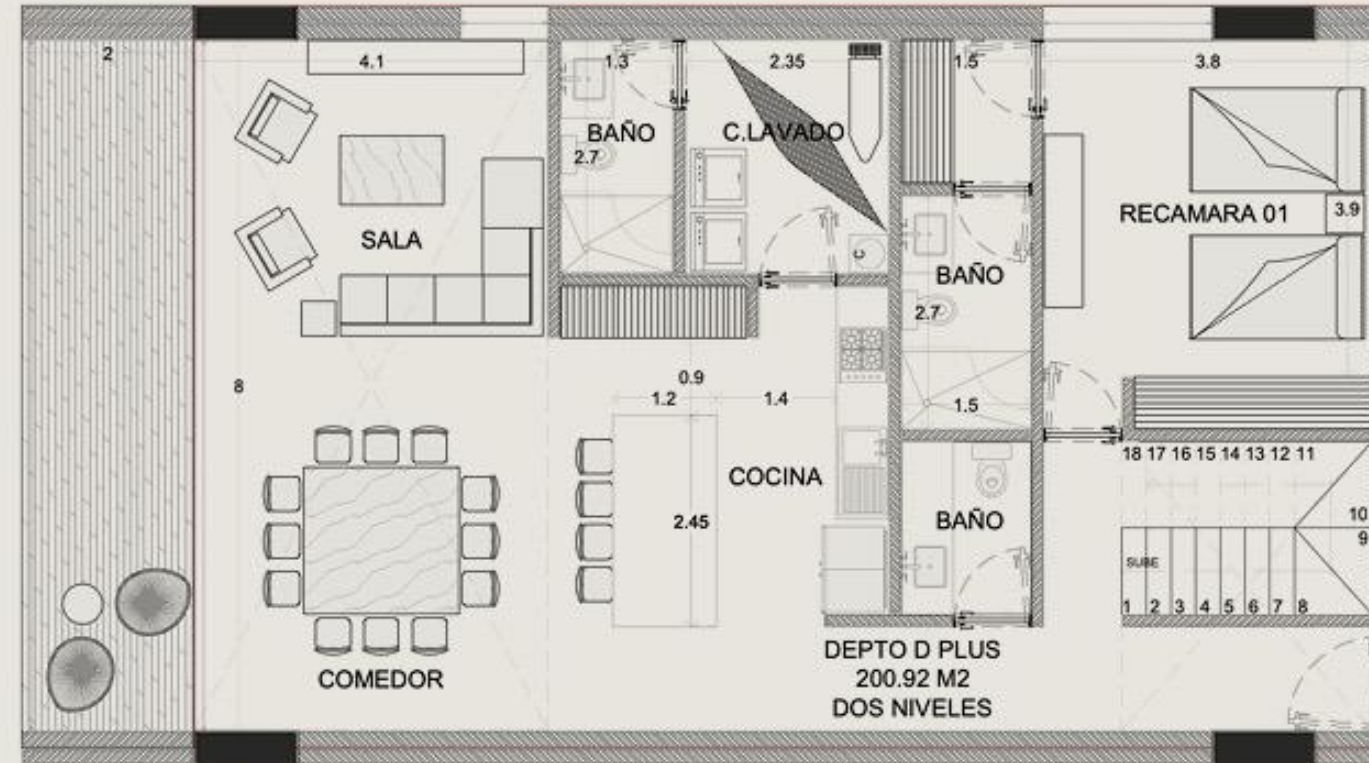 2
4.1
1.3
2.35
1.5
3.8
BAÑO
C.LAVADO
2.7
SALA
RECAMARA 01
3.9
BAÑO
C
2.7
8
0.9
1.2
1.4
1.5
18 17 16 15 14 13 12 11
COCINA
10
2.45
BAÑO
9
SUBE
1 2 3 4 5 6 7 8
COMEDOR
DEPTO D PLUS
200.92 M2
DOS NIVELES